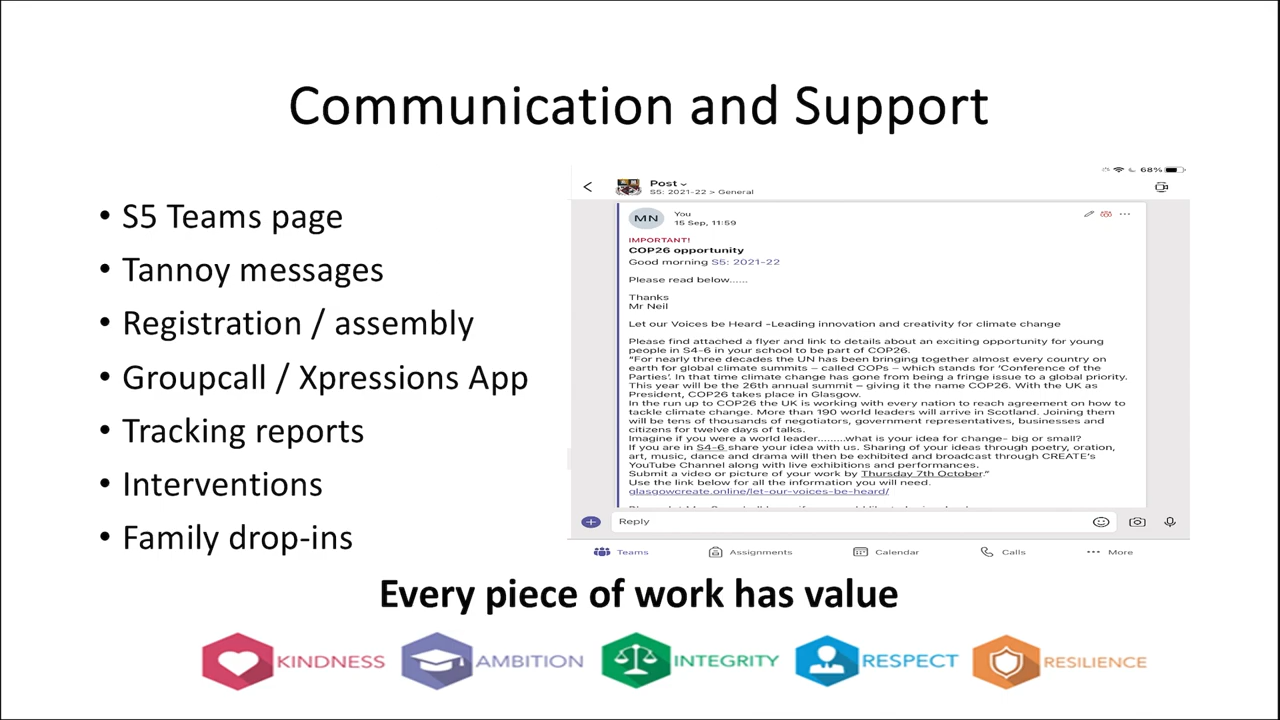 Communication and Support
• S5 Teams page
• Tannoy messages
• Registration / assembly
• Groupcall / Xpressions App
• Tracking reports
• Interventions
• Family drop-ins
68%
Post
S5: 2021-22 > General
MN
You
15 Sep, 11:59
IMPORTANT!
COP26 opportunity
Good morning S5: 2021-22
Please read below......
Thanks
Mr Neil
Let our Voices be Heard -Leading innovation and creativity for climate change
Please find attached a flyer and link to details about an exciting opportunity for young
people in S4-6 in your school to be part of COP26.
"For nearly three decades the UN has been bringing together almost every country on
earth for global climate summits – called COPs – which stands for 'Conference of the
Parties'. In that time climate change has gone from being a fringe issue to a global priority.
This year will be the 26th annual summit – giving it the name COP26. With the UK as
President, COP26 takes place in Glasgow.
In the run up to COP26 the UK is working with every nation to reach agreement on how to
tackle climate change. More than 190 world leaders will arrive in Scotland. Joining them
will be tens of thousands of negotiators, government representatives, businesses and
citizens for twelve days of talks.
Imagine if you were a world leader.........what is your idea for change- big or small?
If you are in S4-6 share your idea with us. Sharing of your ideas through poetry, oration,
art, music, dance and drama will then be exhibited and broadcast through CREATE's
YouTube Channel along with live exhibitions and performances.
Submit a video or picture of your work by Thursday 7th October."
Use the link below for all the information you will need.
glasgowcreate.online/let-our-voices-be-heard/
Reply
Teams
Assignments
Calendar
Calls
More
Every piece of work has value
KINDNESS
AMBITION
INTEGRITY
RESPECT
RESILIENCE